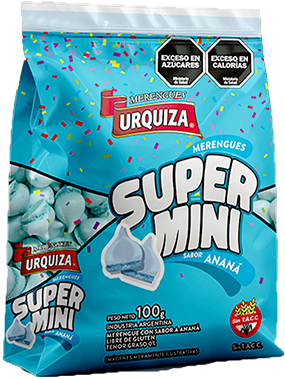 EXCESO EN
AZÚCARES
Ministerio
de Salud
EXCESO EN
CALORÍAS
Ministerio
de Salud
MERENGUES
URQUIZA
MERENGUES
SUPER
MINI
SABOR ANANÁ
MERENGUES
URQUIZA
MERENGUES
SUPER
MINI
PESO NETO 100g
INDUSTRIA ARGENTINA
MERENGUE CON SABOR A ANANÁ
LIBRE DE GLUTEN
TENOR GRASO 0%
IMÁGENES MERAMENTE ILUSTRATIVAS
Sin T.A.C.C.
Sin T.A.C.C.